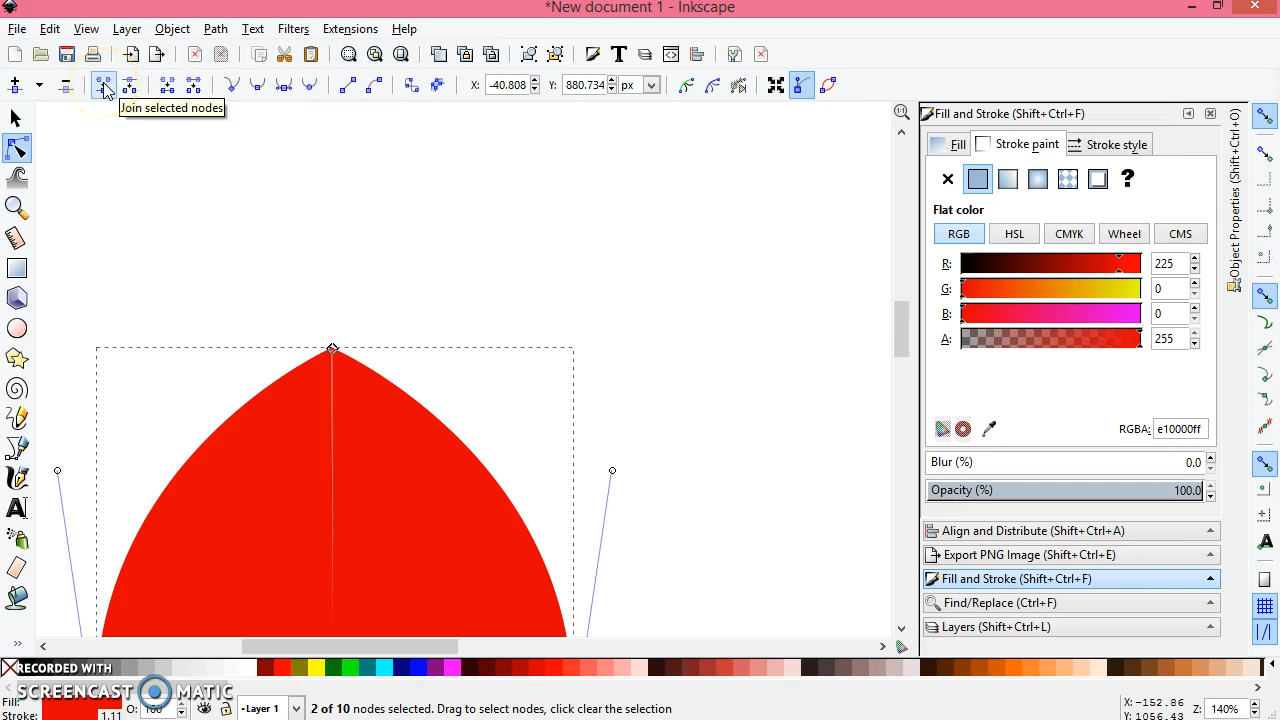 *New document 1 - Inkscape
File Edit View Layer Object Path Text Filters Extensions Help
X: -40.808 Y: 880.734 px
Join selected nodes
1:1
Fill and Stroke (Shift+Ctrl+F)
Fill Stroke paint Stroke style
?
Flat color
RGB HSL CMYK Wheel CMS
R: 225
G: 0
B: 0
A: 255
RGBA: e10000ff
Blur (%) 0.0
Opacity (%) 100.0
Align and Distribute (Shift+Ctrl+A)
Export PNG Image (Shift+Ctrl+E)
Fill and Stroke (Shift+Ctrl+F)
Find/Replace (Ctrl+F)
Layers (Shift+Ctrl+L)
Object Properties (Shift+Ctrl+O)
RECORDED WITH
SCREENCAST MATIC
Fill:
Stroke: 1.11
O: 100
-Layer 1
2 of 10 nodes selected. Drag to select nodes, click clear the selection
X: -152.86
Y: 1055.43
Z: 140%